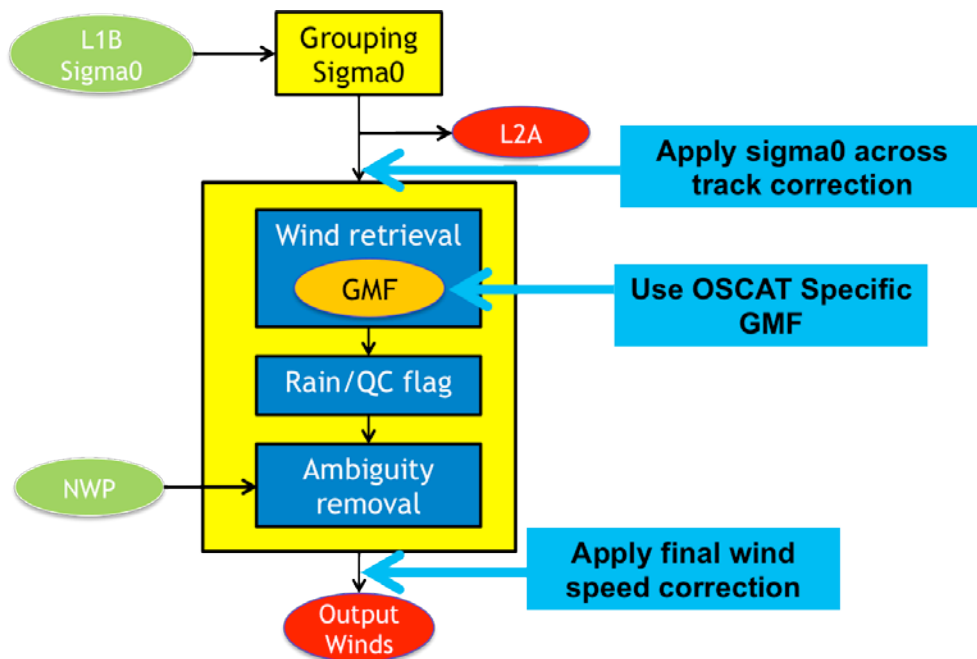 L1B
Sigma0
Grouping
Sigma0
L2A
Apply sigma0 across
track correction
Wind retrieval
GMF
Use OSCAT Specific
GMF
Rain/QC flag
NWP
Ambiguity
removal
Apply final wind
speed correction
Output
Winds